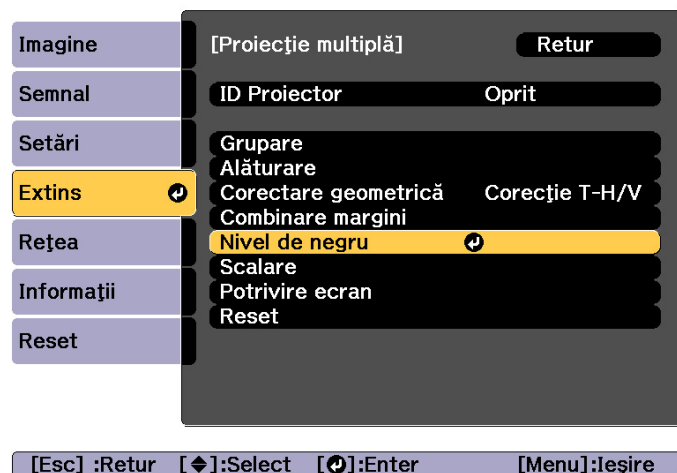 Imagine
Semnal
Setări
Extins
Reţea
Informaţii
Reset
[Proiecţie multiplă] Retur
ID Proiector Oprit
Grupare
Alăturare
Corectare geometrică Corecţie T-H/V
Combinare margini
Nivel de negru
Scalare
Potrivire ecran
Reset
[Esc] :Retur [◆]:Select [↵]:Enter [Menu]:Ieşire